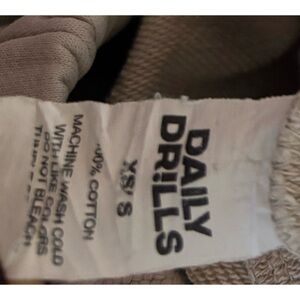 DAILY
DRiLLS
XS/S
100% COTTON
MACHINE WASH COLD
WITH LIKE COLORS
DO NOT BLEACH